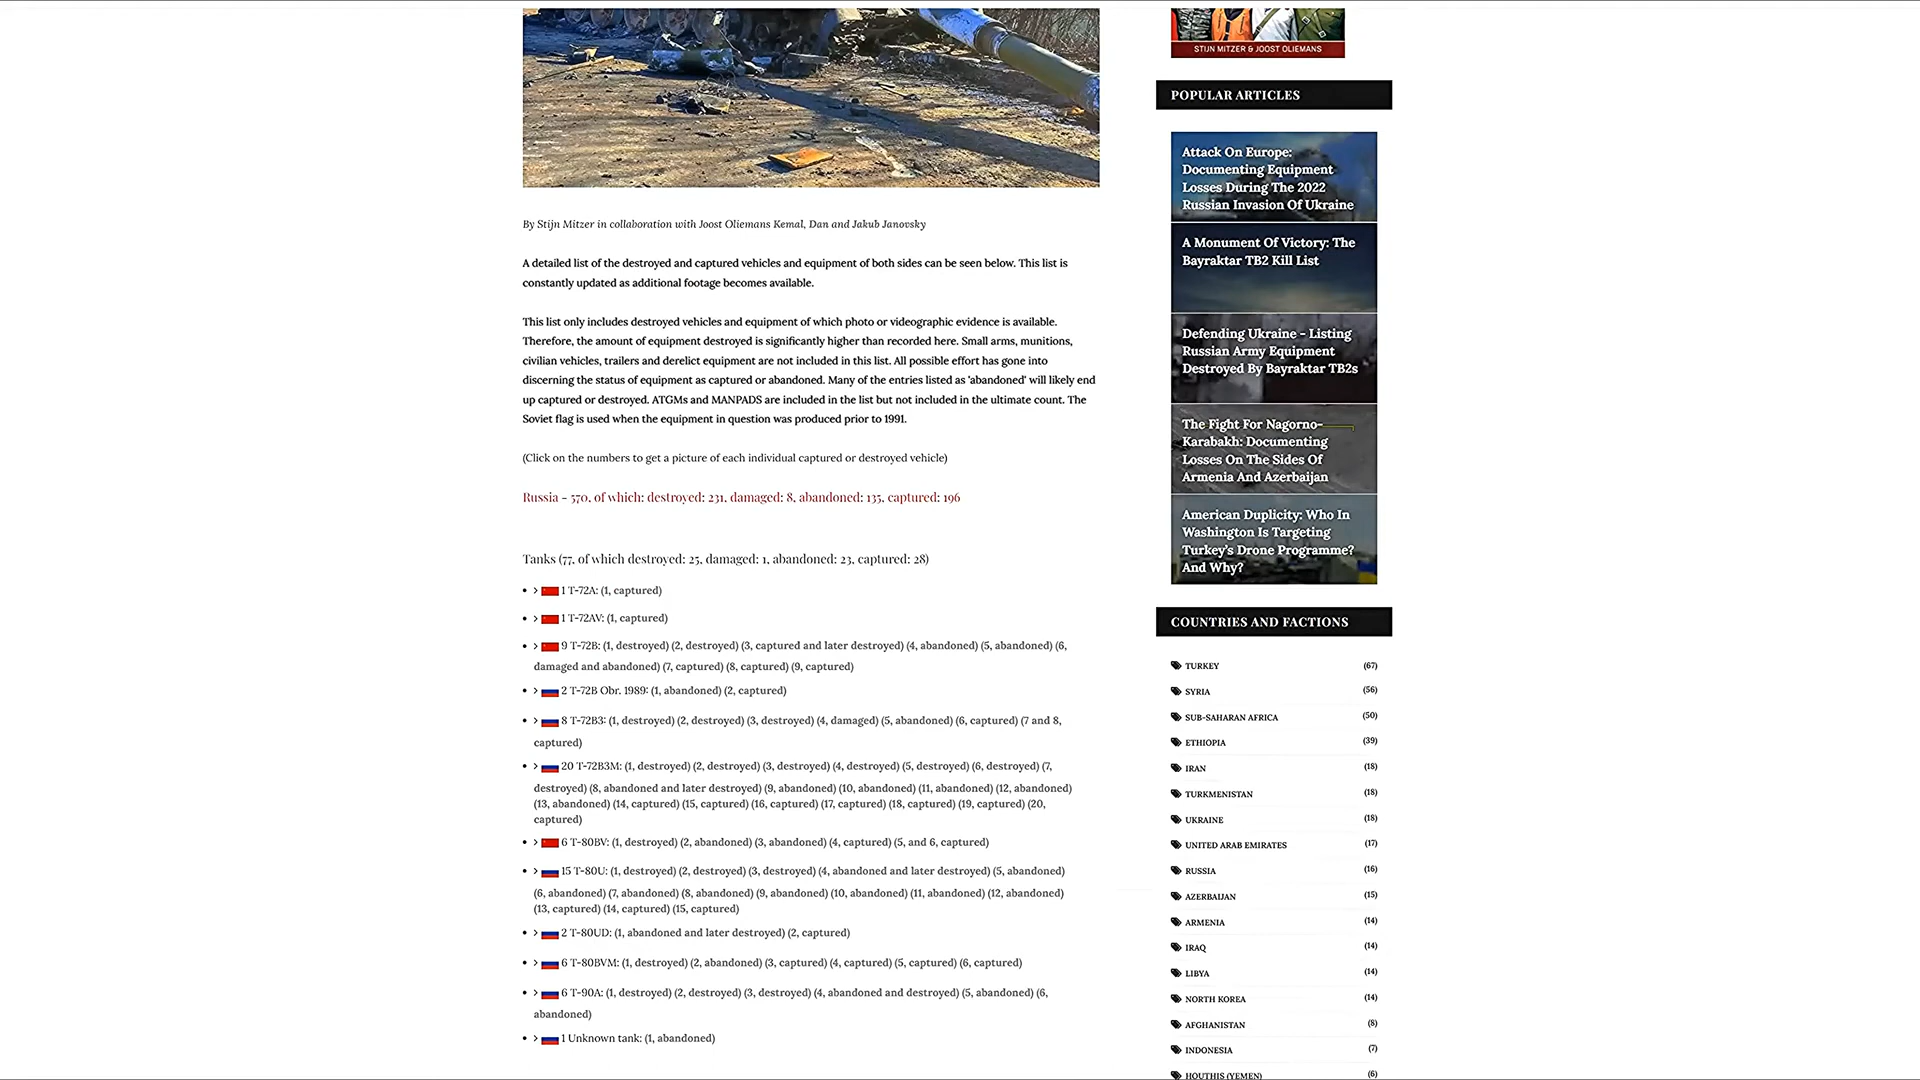 STIJN MITZER & JOOST OLIEMANS
By Stijn Mitzer in collaboration with Joost Oliemans Kemal, Dan and Jakub Janovsky
A detailed list of the destroyed and captured vehicles and equipment of both sides can be seen below. This list is
constantly updated as additional footage becomes available.
This list only includes destroyed vehicles and equipment of which photo or videographic evidence is available.
Therefore, the amount of equipment destroyed is significantly higher than recorded here. Small arms, munitions,
civilian vehicles, trailers and derelict equipment are not included in this list. All possible effort has gone into
discerning the status of equipment as captured or abandoned. Many of the entries listed as 'abandoned' will likely end
up captured or destroyed. ATGMs and MANPADS are included in the list but not included in the ultimate count. The
Soviet flag is used when the equipment in question was produced prior to 1991.
(Click on the numbers to get a picture of each individual captured or destroyed vehicle)
Russia - 570, of which: destroyed: 231, damaged: 8, abandoned: 135, captured: 196
Tanks (77, of which destroyed: 25, damaged: 1, abandoned: 23, captured: 28)
1 T-72A: (1, captured)
1 T-72AV: (1, captured)
9 T-72B: (1, destroyed) (2, destroyed) (3, captured and later destroyed) (4, abandoned) (5, abandoned) (6,
damaged and abandoned) (7, captured) (8, captured) (9, captured)
2 T-72B Obr. 1989: (1, abandoned) (2, captured)
8 T-72B3: (1, destroyed) (2, destroyed) (3, destroyed) (4, damaged) (5, abandoned) (6, captured) (7 and 8,
captured)
20 T-72B3M: (1, destroyed) (2, destroyed) (3, destroyed) (4, destroyed) (5, destroyed) (6, destroyed) (7,
destroyed) (8, abandoned and later destroyed) (9, abandoned) (10, abandoned) (11, abandoned) (12, abandoned)
(13, abandoned) (14, captured) (15, captured) (16, captured) (17, captured) (18, captured) (19, captured) (20,
captured)
6 T-80BV: (1, destroyed) (2, abandoned) (3, abandoned) (4, captured) (5, and 6, captured)
15 T-80U: (1, destroyed) (2, destroyed) (3, destroyed) (4, abandoned and later destroyed) (5, abandoned)
(6, abandoned) (7, abandoned) (8, abandoned) (9, abandoned) (10, abandoned) (11, abandoned) (12, abandoned)
(13, captured) (14, captured) (15, captured)
2 T-80UD: (1, abandoned and later destroyed) (2, captured)
6 T-80BVM: (1, destroyed) (2, abandoned) (3, captured) (4, captured) (5, captured) (6, captured)
6 T-90A: (1, destroyed) (2, destroyed) (3, destroyed) (4, abandoned and destroyed) (5, abandoned) (6,
abandoned)
1 Unknown tank: (1, abandoned)
POPULAR ARTICLES
Attack On Europe:
Documenting Equipment
Losses During The 2022
Russian Invasion Of Ukraine
A Monument Of Victory: The
Bayraktar TB2 Kill List
Defending Ukraine - Listing
Russian Army Equipment
Destroyed By Bayraktar TB2s
The Fight For Nagorno-
Karabakh: Documenting
Losses On The Sides Of
Armenia And Azerbaijan
American Duplicity: Who In
Washington Is Targeting
Turkey's Drone Programme?
And Why?
COUNTRIES AND FACTIONS
TURKEY (67)
SYRIA (56)
SUB-SAHARAN AFRICA (50)
ETHIOPIA (39)
IRAN (18)
TURKMENISTAN (18)
UKRAINE (18)
UNITED ARAB EMIRATES (17)
RUSSIA (16)
AZERBAIJAN (15)
ARMENIA (14)
IRAQ (14)
LIBYA (14)
NORTH KOREA (14)
AFGHANISTAN (8)
INDONESIA (7)
HOUTHIS (YEMEN) (6)